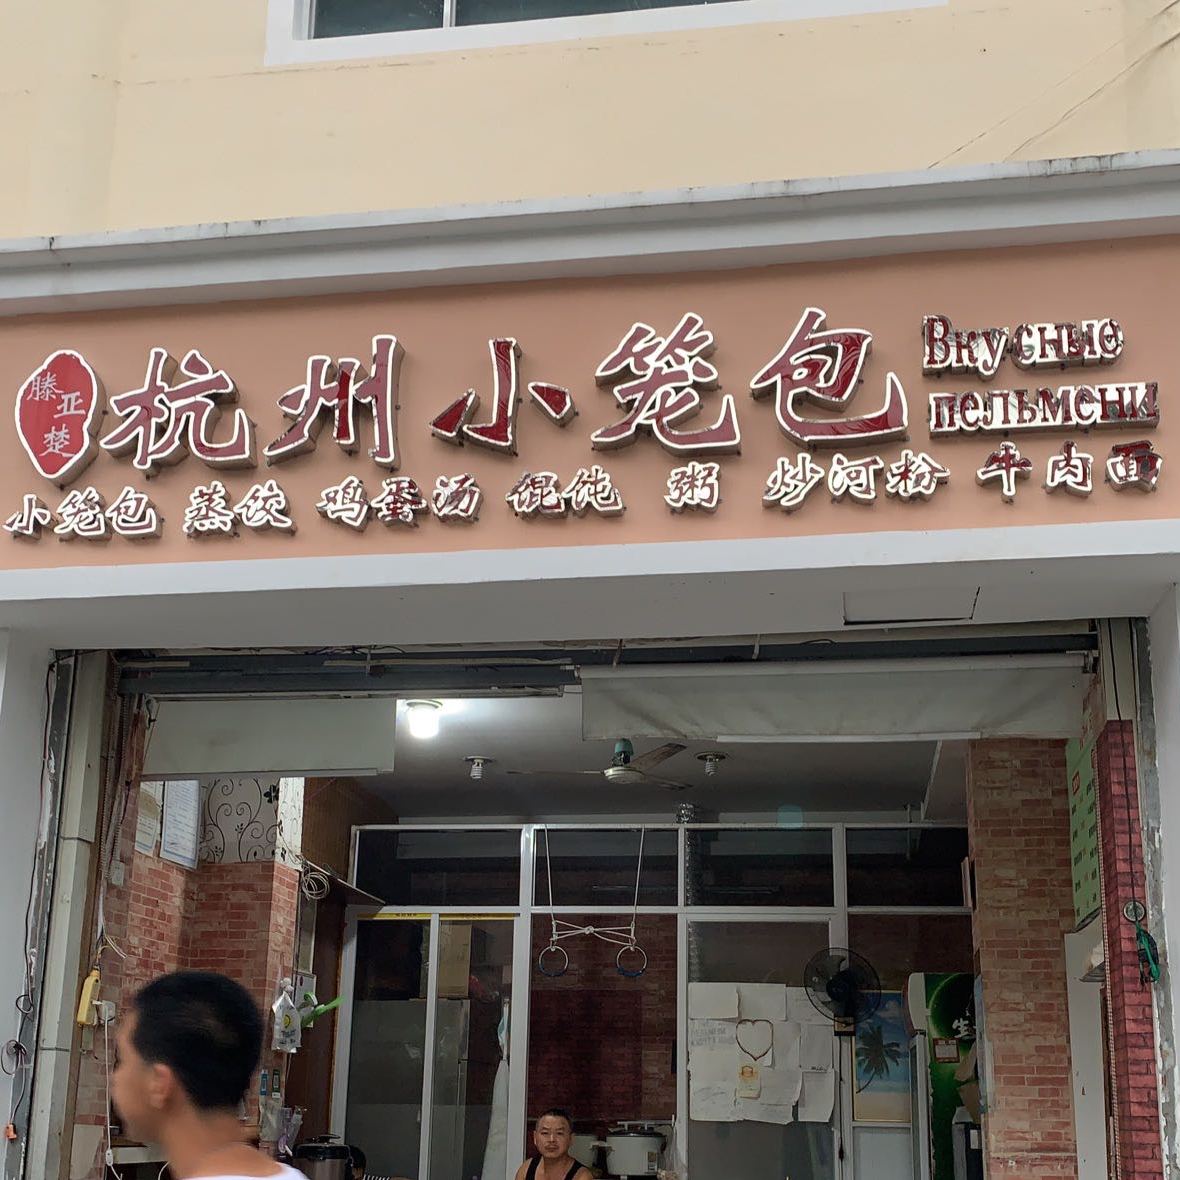 滕亚楚
杭州小笼包
Вкусные
пельмени
小笼包 蒸饺 鸡蛋汤 馄饨 粥 炒河粉 牛肉面
生